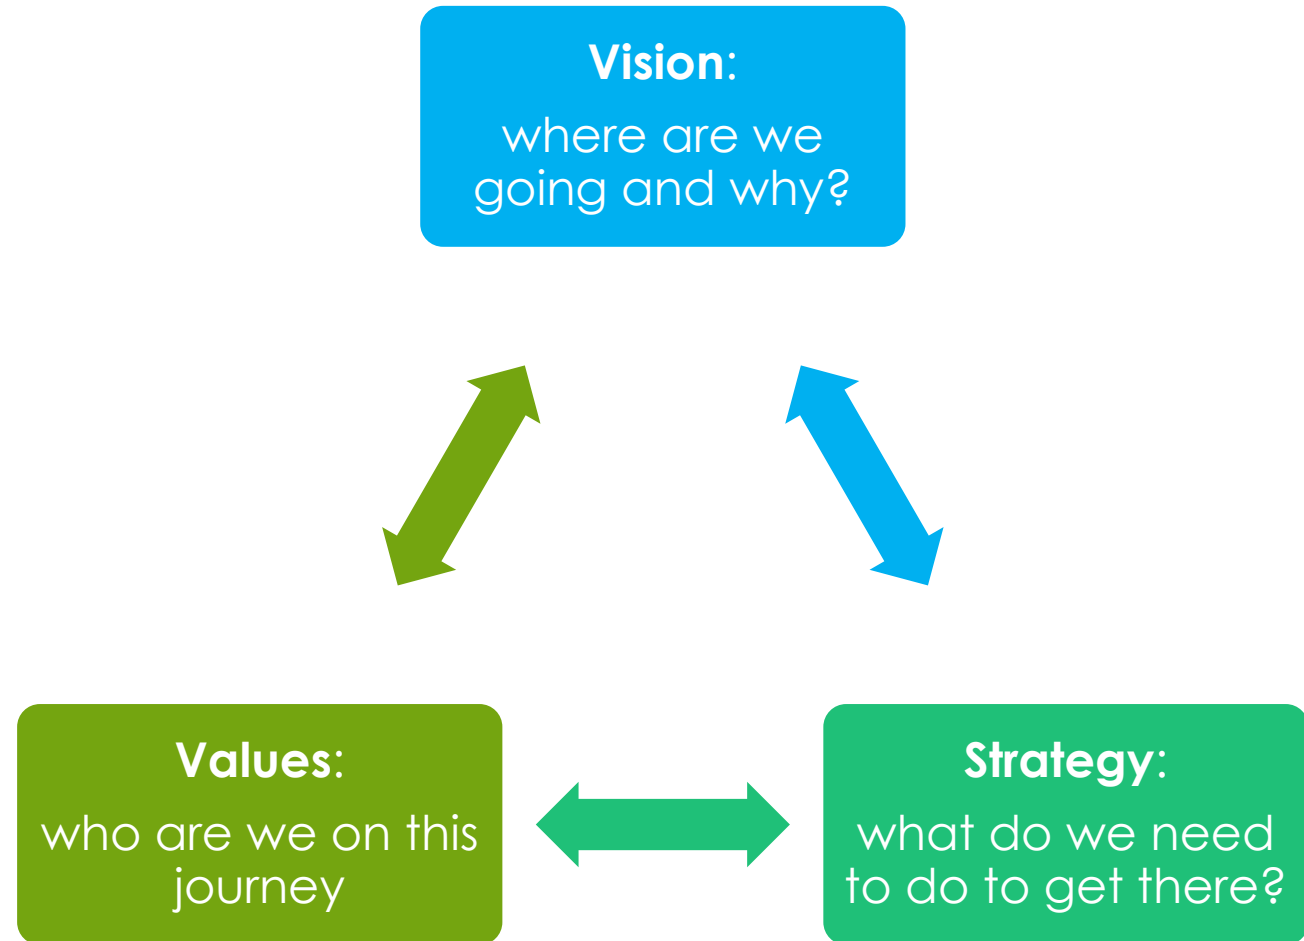 Vision:
where are we
going and why?
Values:
who are we on this
journey
Strategy:
what do we need
to do to get there?